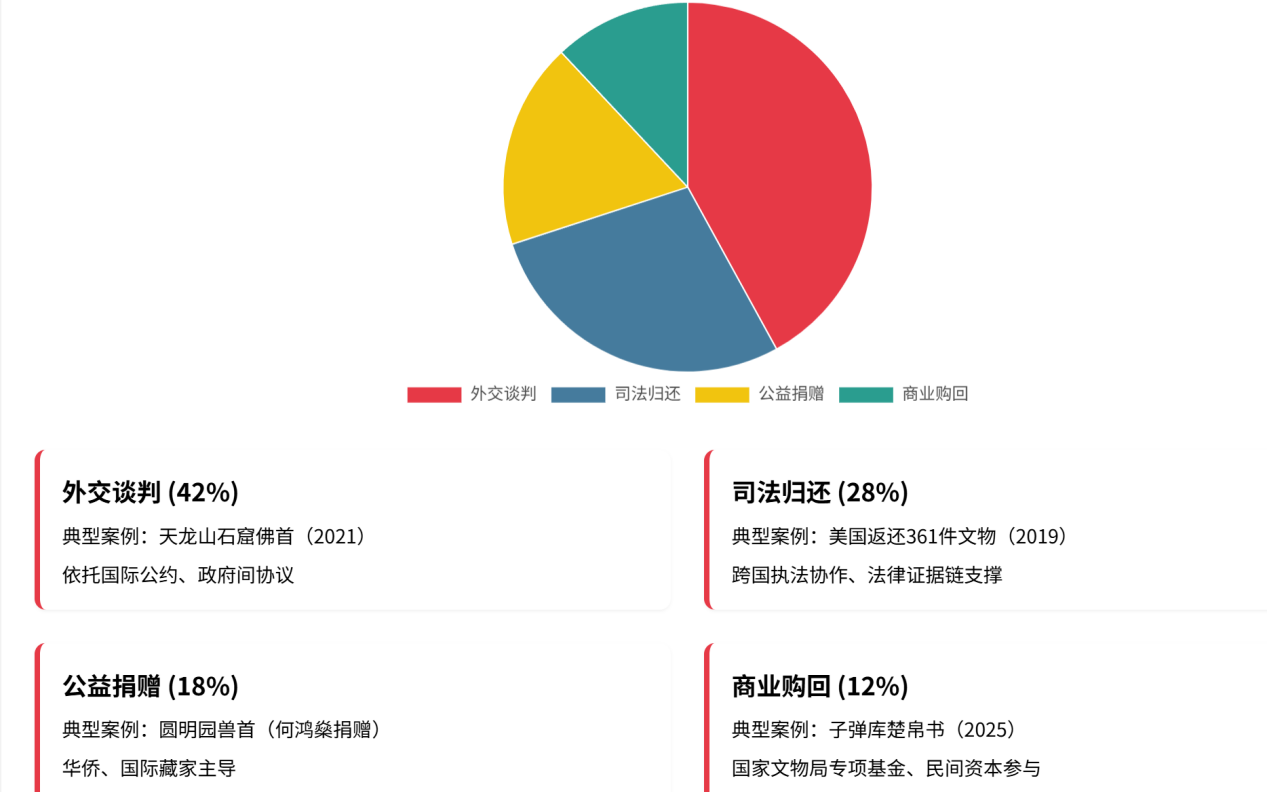 外交谈判 司法归还 公益捐赠 商业购回
外交谈判 (42%)
典型案例：天龙山石窟佛首（2021）
依托国际公约、政府间协议
司法归还 (28%)
典型案例：美国返还361件文物（2019）
跨国执法协作、法律证据链支撑
公益捐赠 (18%)
典型案例：圆明园兽首（何鸿燊捐赠）
华侨、国际藏家主导
商业购回 (12%)
典型案例：子弹库楚帛书（2025）
国家文物局专项基金、民间资本参与